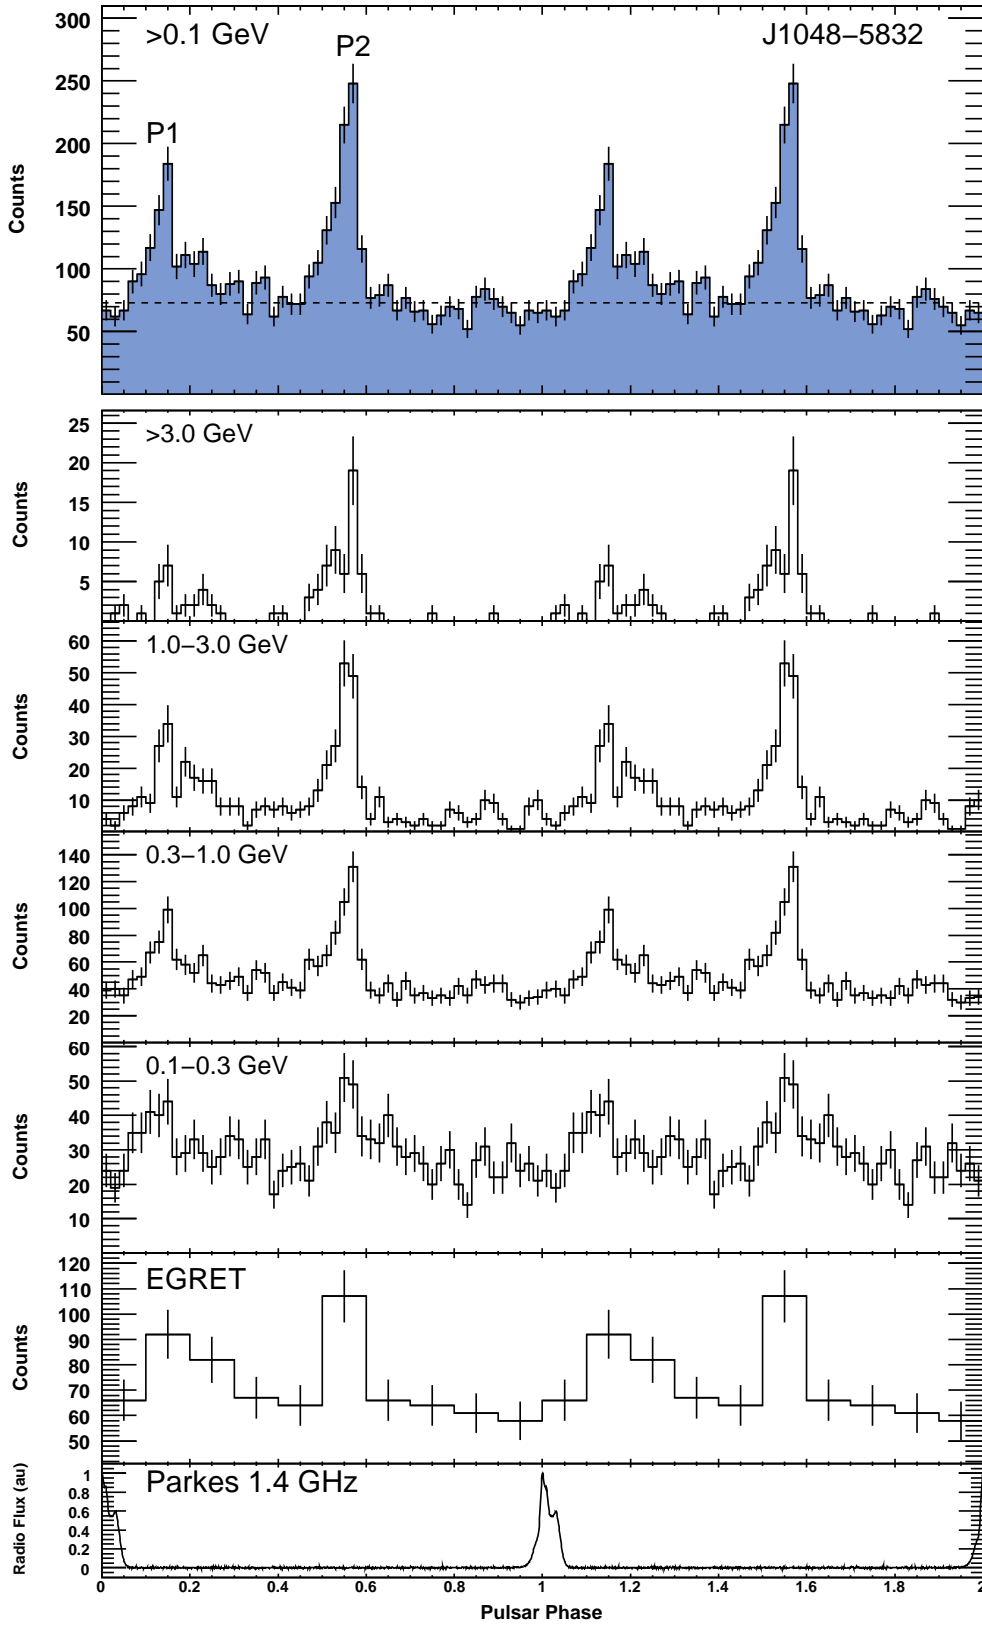 >0.1 GeV
P2
J1048−5832
P1
300
250
200
150
100
50
Counts
>3.0 GeV
25
20
15
10
5
Counts
1.0−3.0 GeV
60
50
40
30
20
10
Counts
0.3−1.0 GeV
140
120
100
80
60
40
20
Counts
0.1−0.3 GeV
60
50
40
30
20
10
Counts
EGRET
120
110
100
90
80
70
60
50
Counts
Parkes 1.4 GHz
1
0.8
0.6
0.4
0.2
0
Radio Flux (au)
0 0.2 0.4 0.6 0.8 1 1.2 1.4 1.6 1.8 2
Pulsar Phase